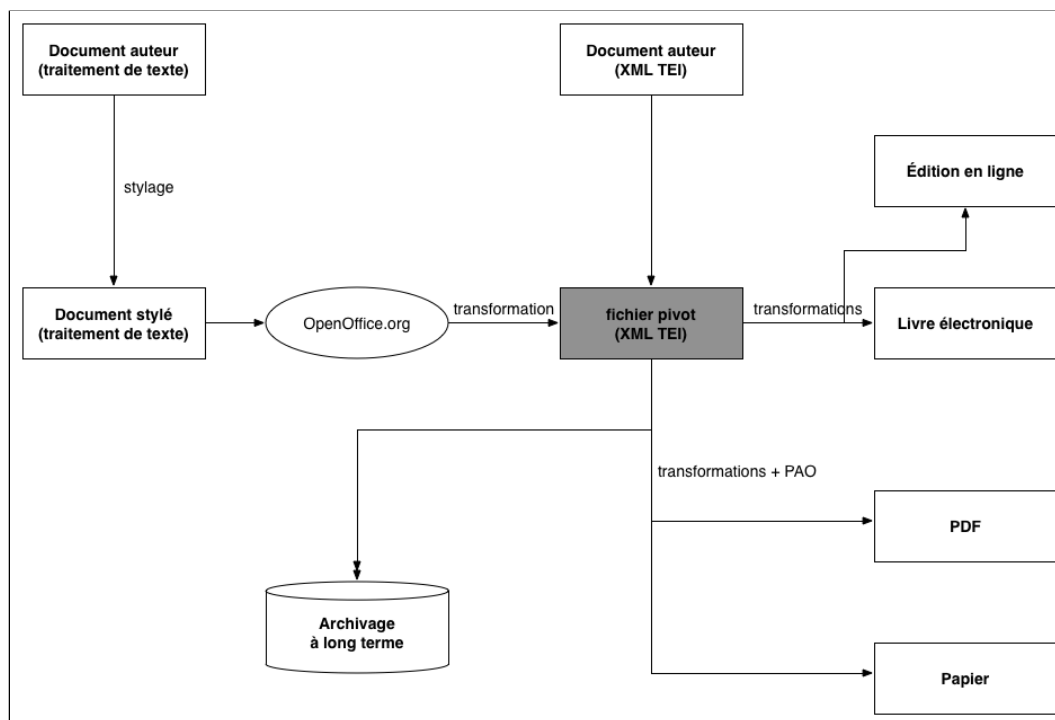 Document auteur
(traitement de texte)
Document auteur
(XML TEI)
Édition en ligne
stylage
Document stylé
(traitement de texte)
OpenOffice.org
transformation
fichier pivot
(XML TEI)
transformations
Livre électronique
transformations + PAO
PDF
Archivage
à long terme
Papier